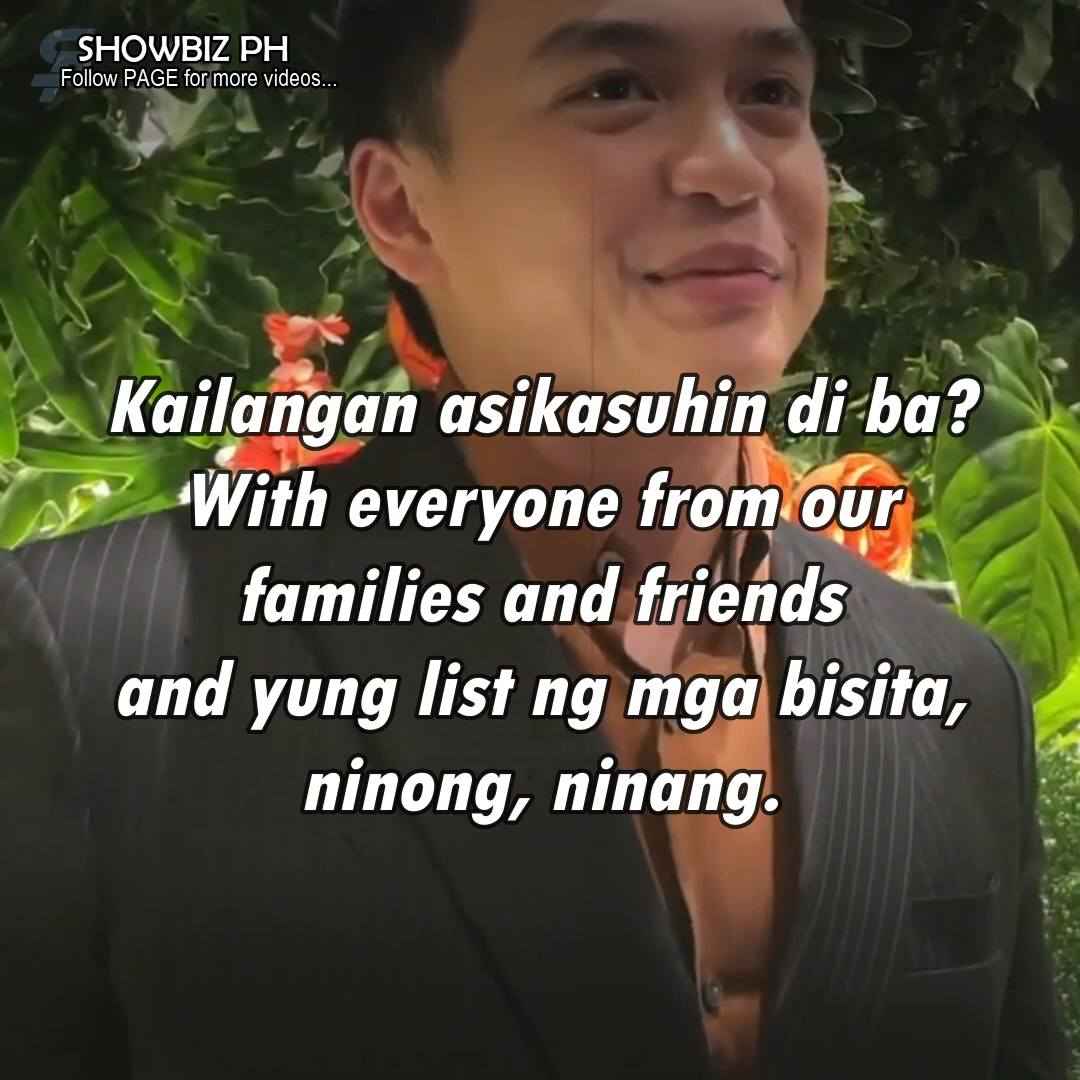 SHOWBIZ PH
Follow PAGE for more videos...
Kailangan asikasuhin di ba?
With everyone from our
families and friends
and yung list ng mga bisita,
ninong, ninang.